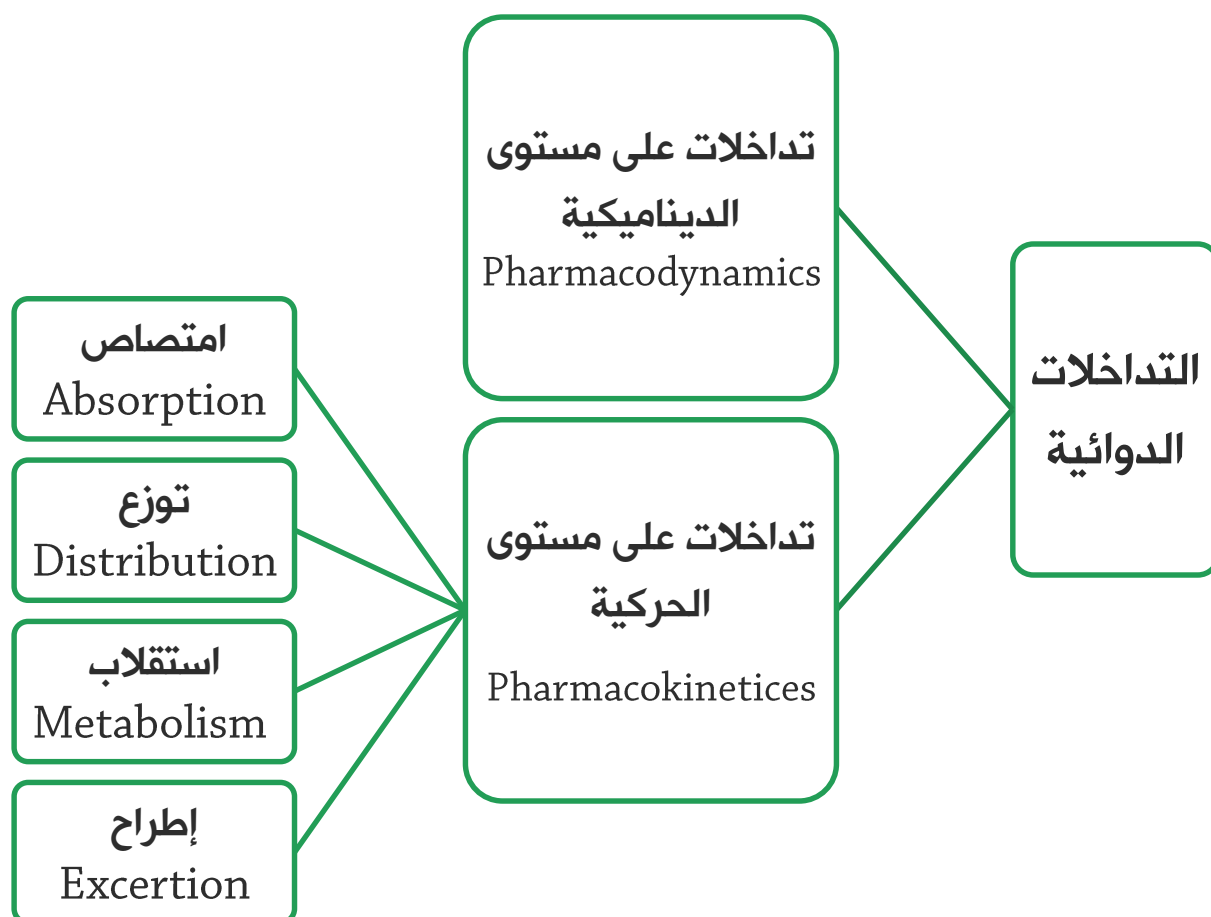 التداخلات
الدوائية
تداخلات على مستوى
الديناميكية
Pharmacodynamics
تداخلات على مستوى
الحركية
Pharmacokinetices
امتصاص
Absorption
توزع
Distribution
استقلاب
Metabolism
إطراح
Excertion